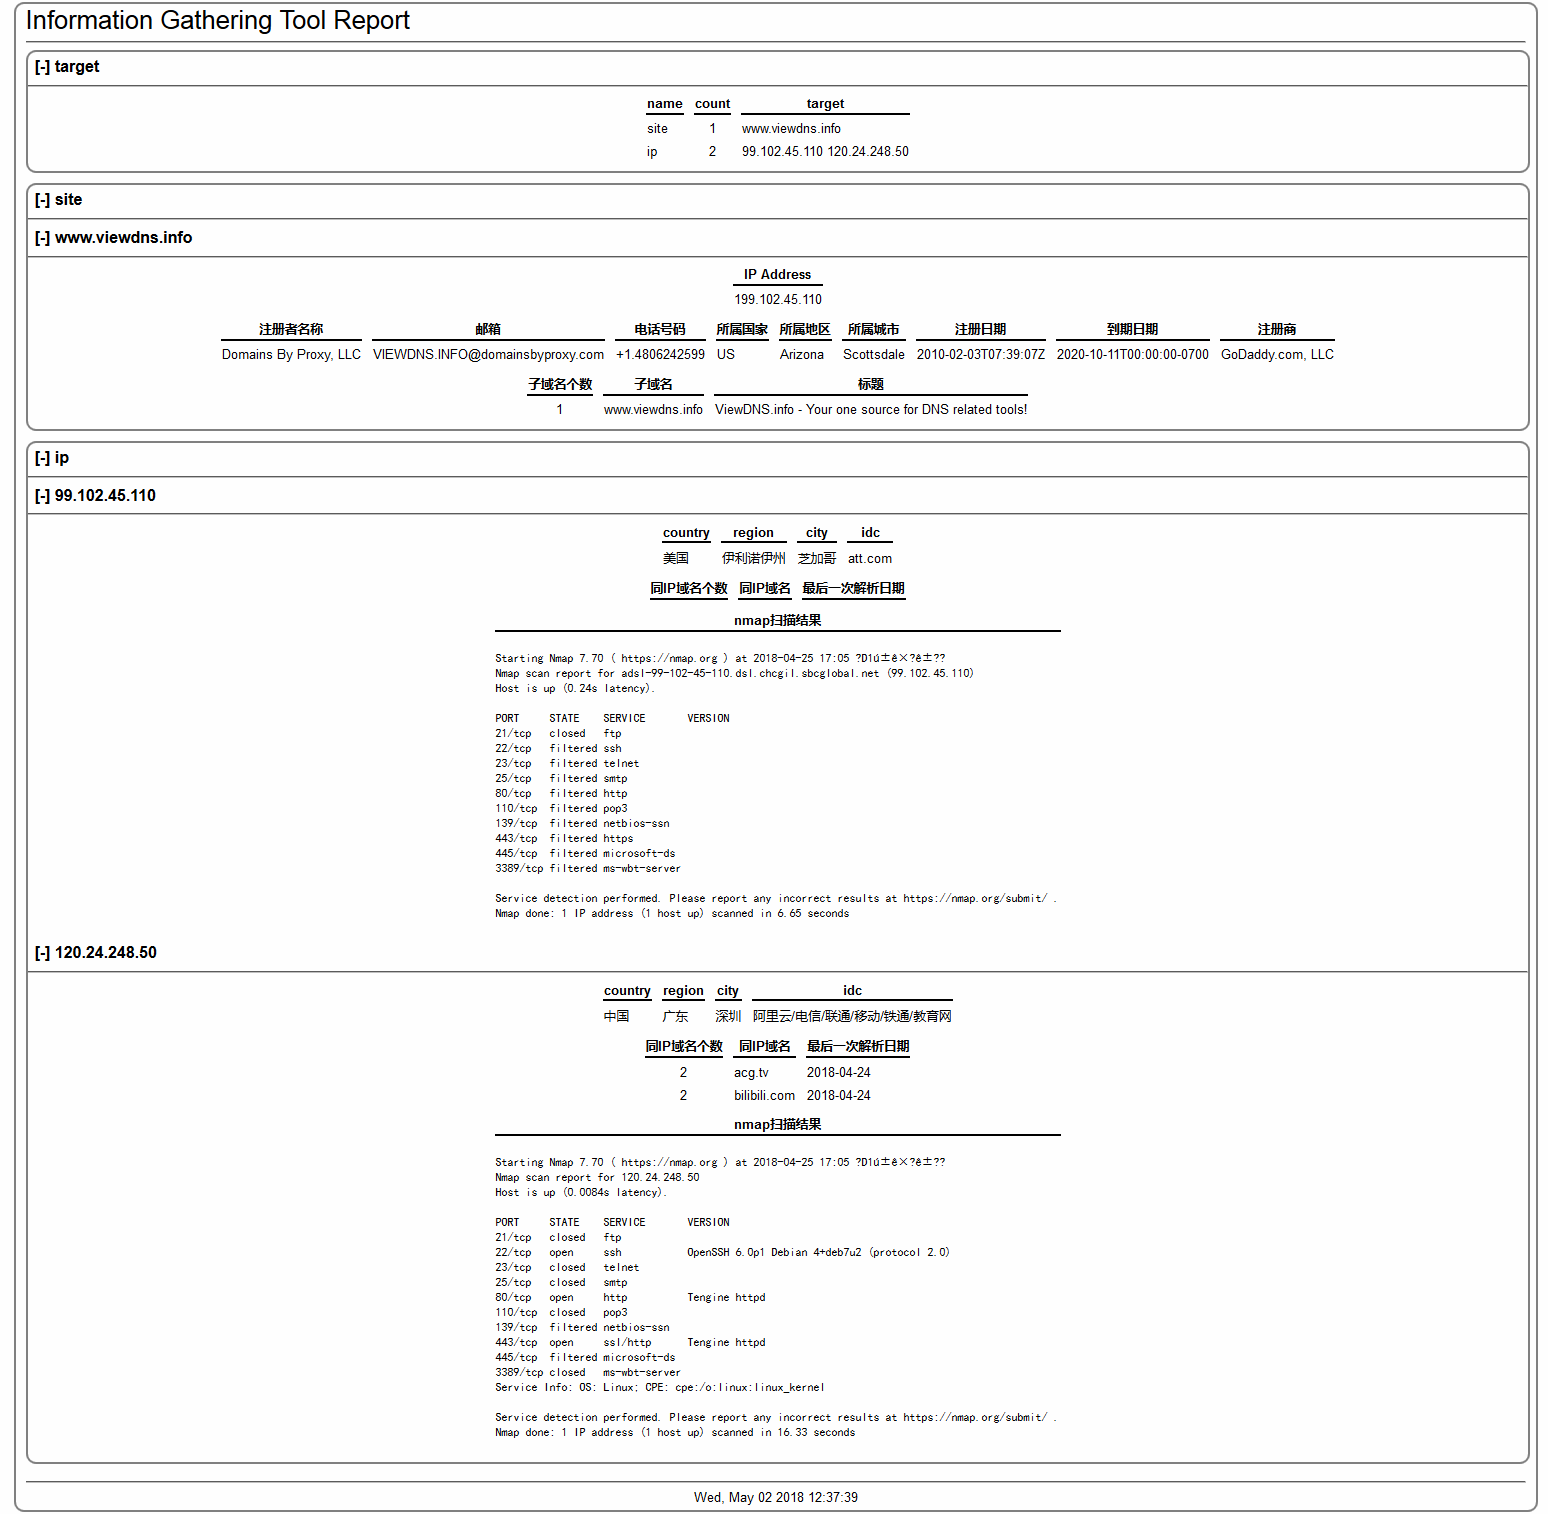 Information Gathering Tool Report
[-] target
name count target
site 1 www.viewdns.info
ip 2 99.102.45.110 120.24.248.50
[-] site
[-] www.viewdns.info
IP Address
199.102.45.110
注册者名称 邮箱 电话号码 所属国家 所属地区 所属城市 注册日期 到期日期 注册商
Domains By Proxy, LLC VIEWDNS.INFO@domainsbyproxy.com +1.4806242599 US Arizona Scottsdale 2010-02-03T07:39:07Z 2020-10-11T00:00:00-0700 GoDaddy.com, LLC
子域名个数 子域名 标题
1 www.viewdns.info ViewDNS.info - Your one source for DNS related tools!
[-] ip
[-] 99.102.45.110
country region city idc
美国 伊利诺伊州 芝加哥 att.com
同IP域名个数 同IP域名 最后一次解析日期
nmap扫描结果
Starting Nmap 7.70 ( https://nmap.org ) at 2018-04-25 17:05 ?D1ú±ê×?ê±??
Nmap scan report for adsl-99-102-45-110.dsl.chcgil.sbcglobal.net (99.102.45.110)
Host is up (0.24s latency).
PORT STATE SERVICE VERSION
21/tcp closed ftp
22/tcp filtered ssh
23/tcp filtered telnet
25/tcp filtered smtp
80/tcp filtered http
110/tcp filtered pop3
139/tcp filtered netbios-ssn
443/tcp filtered https
445/tcp filtered microsoft-ds
3389/tcp filtered ms-wbt-server
Service detection performed. Please report any incorrect results at https://nmap.org/submit/ .
Nmap done: 1 IP address (1 host up) scanned in 6.65 seconds
[-] 120.24.248.50
country region city idc
中国 广东 深圳 阿里云/电信/联通/移动/铁通/教育网
同IP域名个数 同IP域名 最后一次解析日期
2 acg.tv 2018-04-24
2 bilibili.com 2018-04-24
nmap扫描结果
Starting Nmap 7.70 ( https://nmap.org ) at 2018-04-25 17:05 ?D1ú±ê×?ê±??
Nmap scan report for 120.24.248.50
Host is up (0.0084s latency).
PORT STATE SERVICE VERSION
21/tcp closed ftp
22/tcp open ssh OpenSSH 6.0p1 Debian 4+deb7u2 (protocol 2.0)
23/tcp closed telnet
25/tcp closed smtp
80/tcp open http Tengine httpd
110/tcp closed pop3
139/tcp filtered netbios-ssn
443/tcp open ssl/http Tengine httpd
445/tcp filtered microsoft-ds
3389/tcp closed ms-wbt-server
Service Info: OS: Linux; CPE: cpe:/o:linux:linux_kernel
Service detection performed. Please report any incorrect results at https://nmap.org/submit/ .
Nmap done: 1 IP address (1 host up) scanned in 16.33 seconds
Wed, May 02 2018 12:37:39